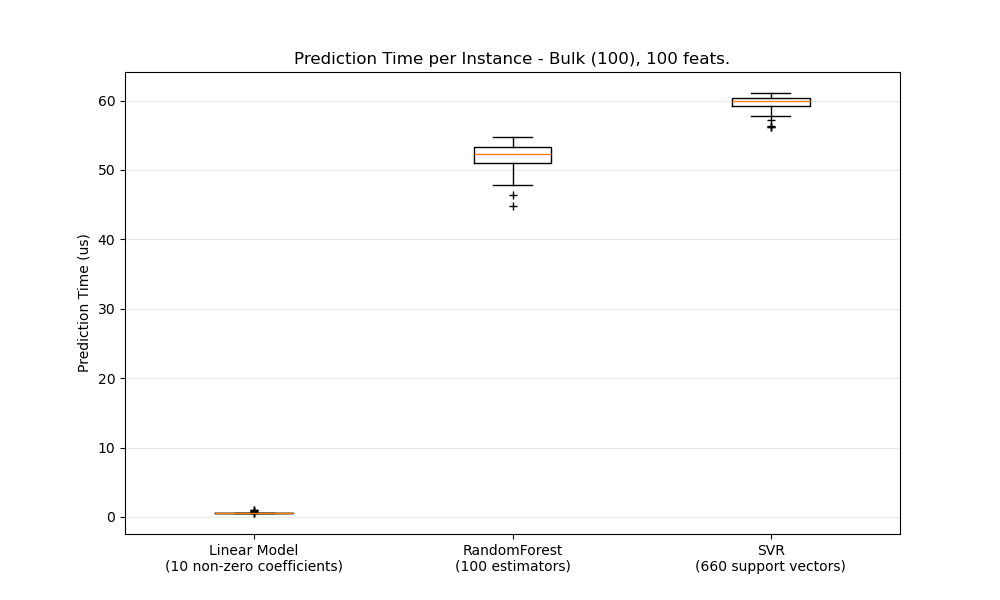 Prediction Time per Instance - Bulk (100), 100 feats.
Prediction Time (us)
60
50
40
30
20
10
0
Linear Model
(10 non-zero coefficients)
RandomForest
(100 estimators)
SVR
(660 support vectors)